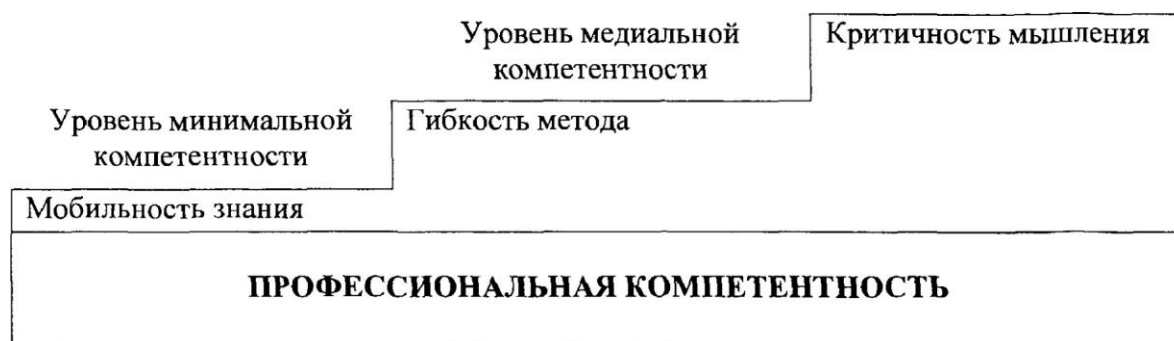 Уровень медиальной
компетентности
Критичность мышления
Уровень минимальной
компетентности
Гибкость метода
Мобильность знания
ПРОФЕССИОНАЛЬНАЯ КОМПЕТЕНТНОСТЬ